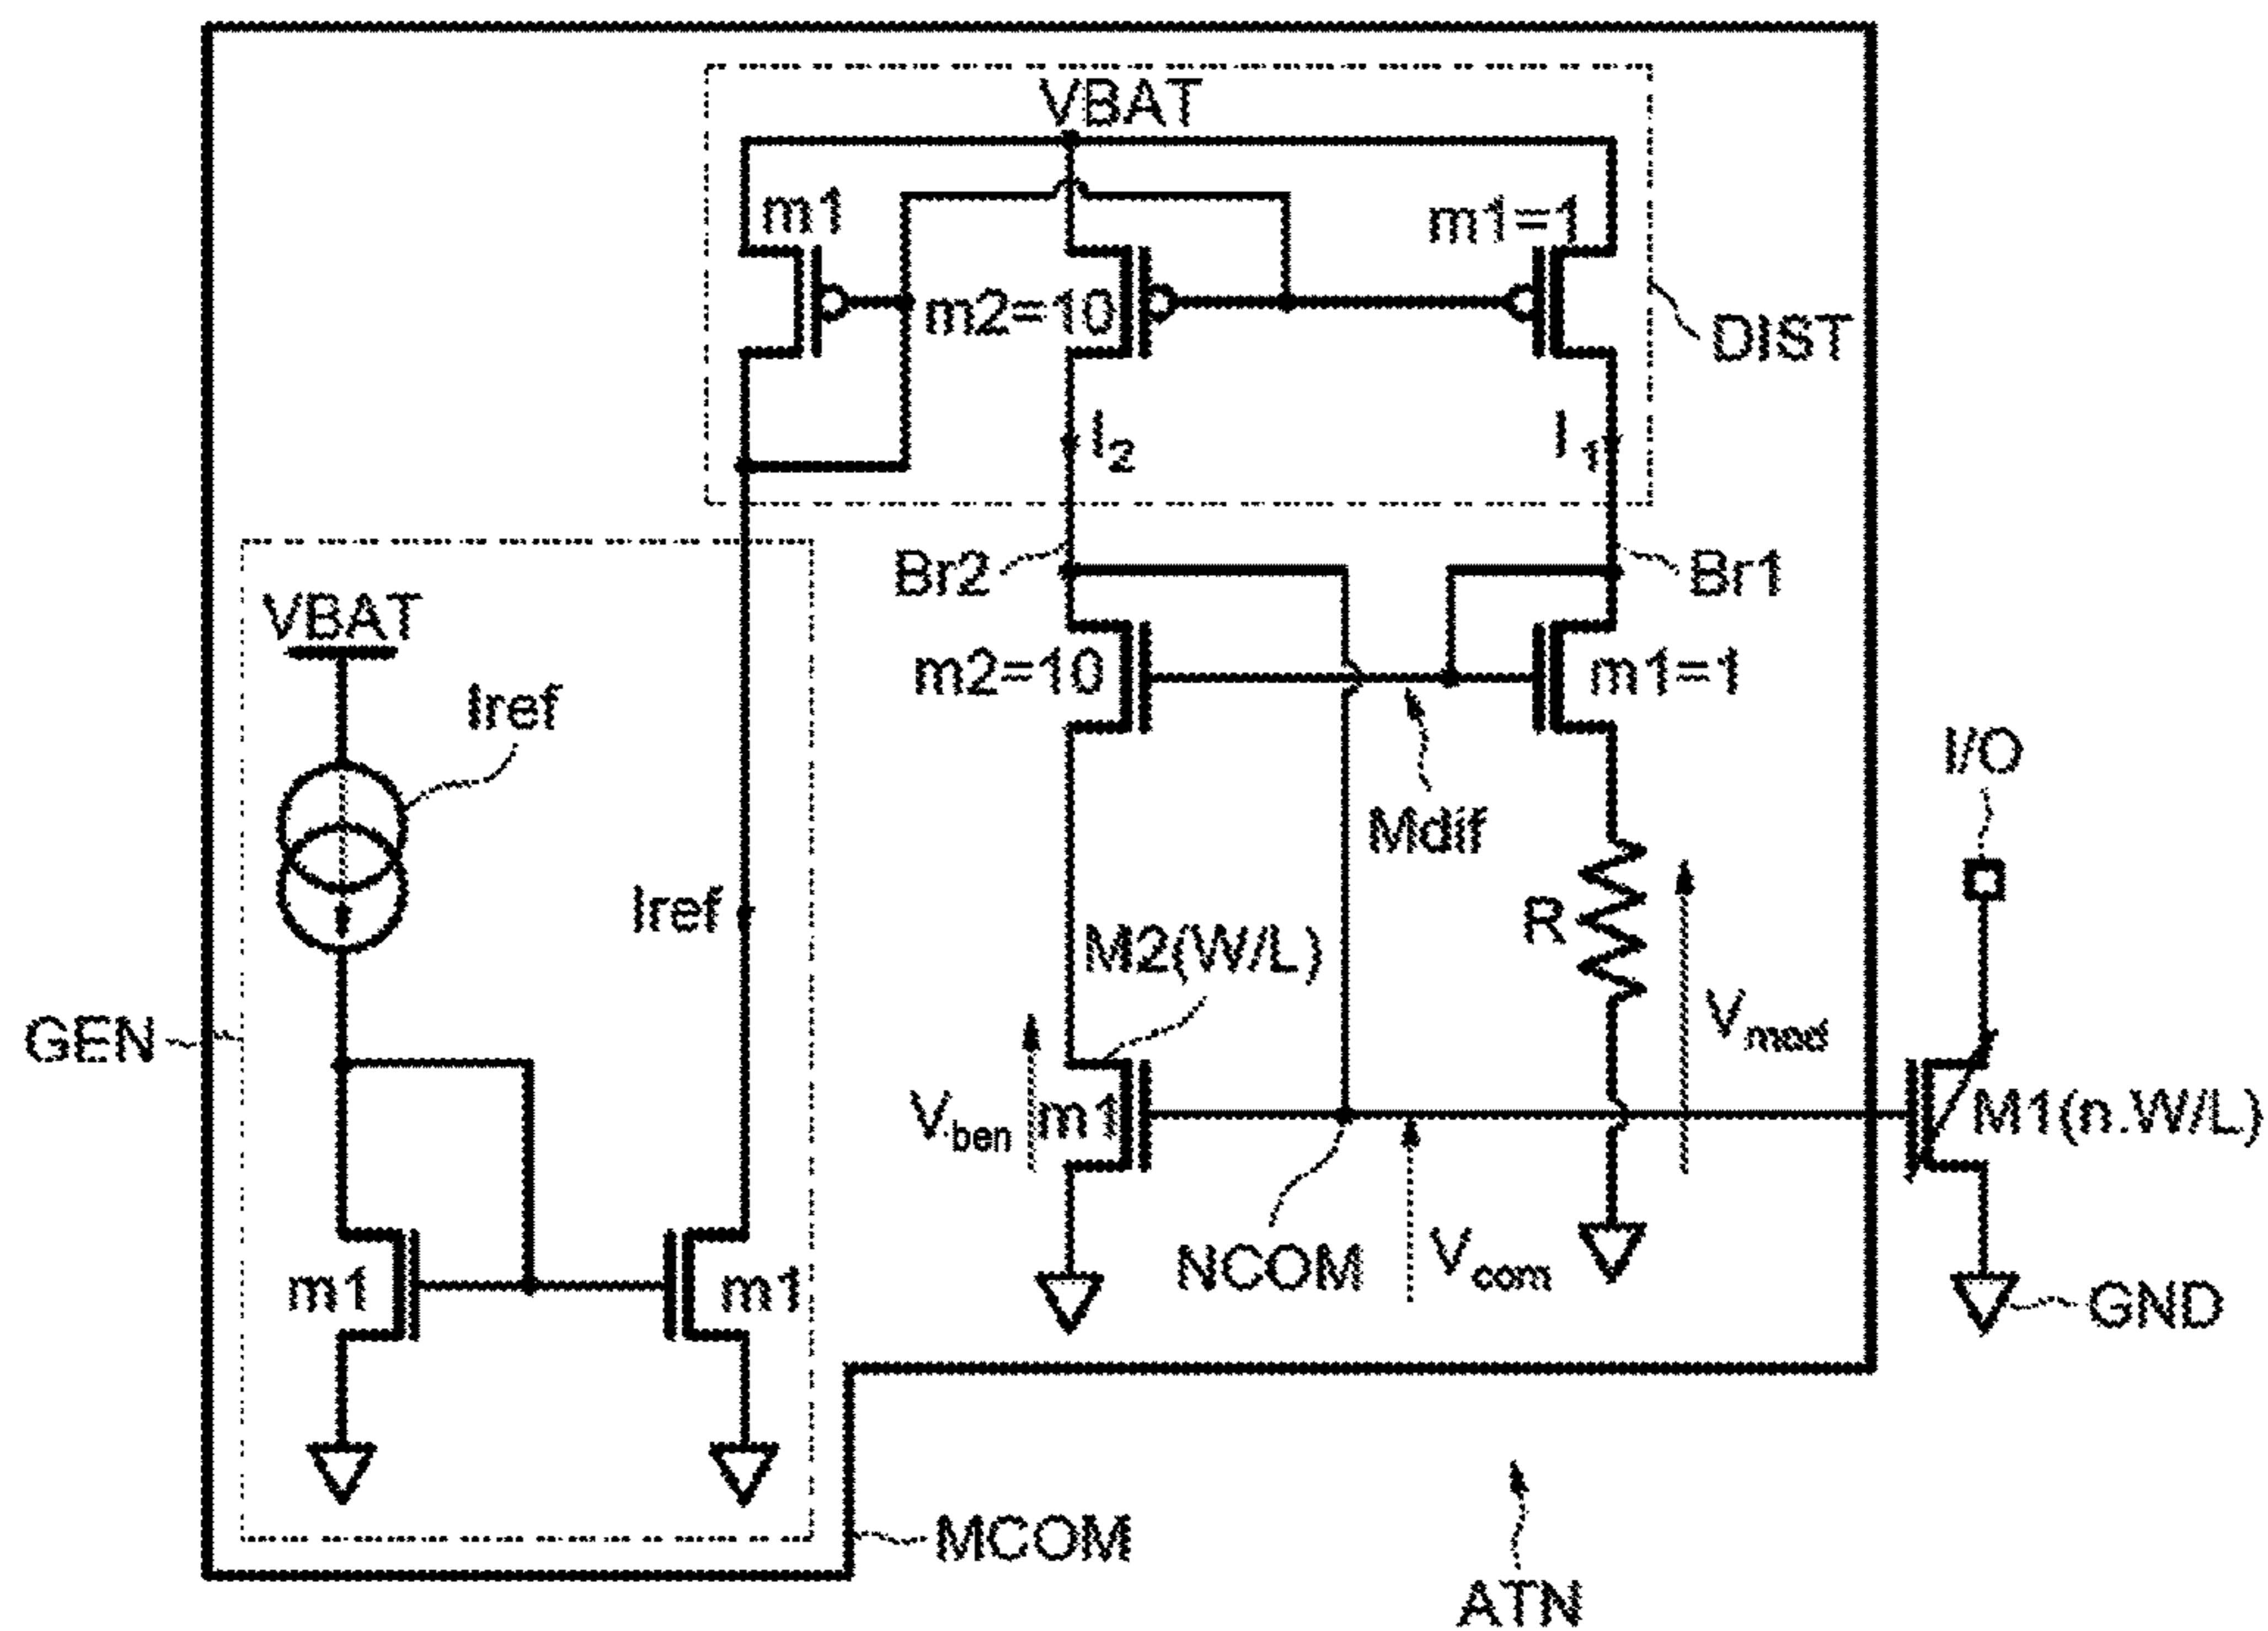 VBAT
m1
m1=1
m2=10
DIST
I2
I1
Br2
Br1
VBAT
m2=10
m1=1
Iref
I/O
Mdif
Iref
R
M2(W/L)
Vmod
GEN
Vben
m1
M1(n.W/L)
NCOM
Vcom
m1
m1
GND
MCOM
ATN